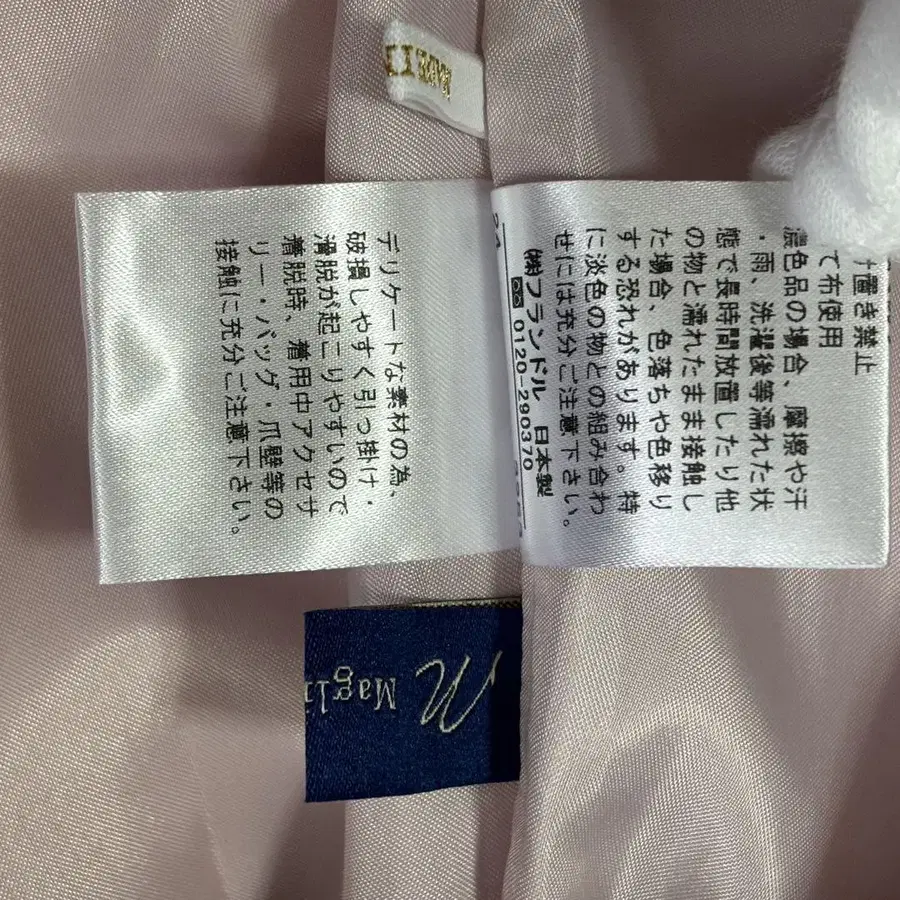 け置き禁止
て布使用
濃色品の場合、摩擦や汗
・雨、洗濯後等濡れた状
態で長時間放置したり他
の物と濡れたまま接触し
た場合、色落ちや色移り
する恐れがあります。特
に淡色の物との組み合わ
せには充分ご注意下さい。
㈱フランドル 日本製
0120-290370
デリケートな素材の為、
破損しやすく引っ掛け・
滑脱が起こりやすいので
着脱時、着用中アクセサ
リー・バッグ・爪壁等の
接触に充分ご注意下さい。
M
Magli